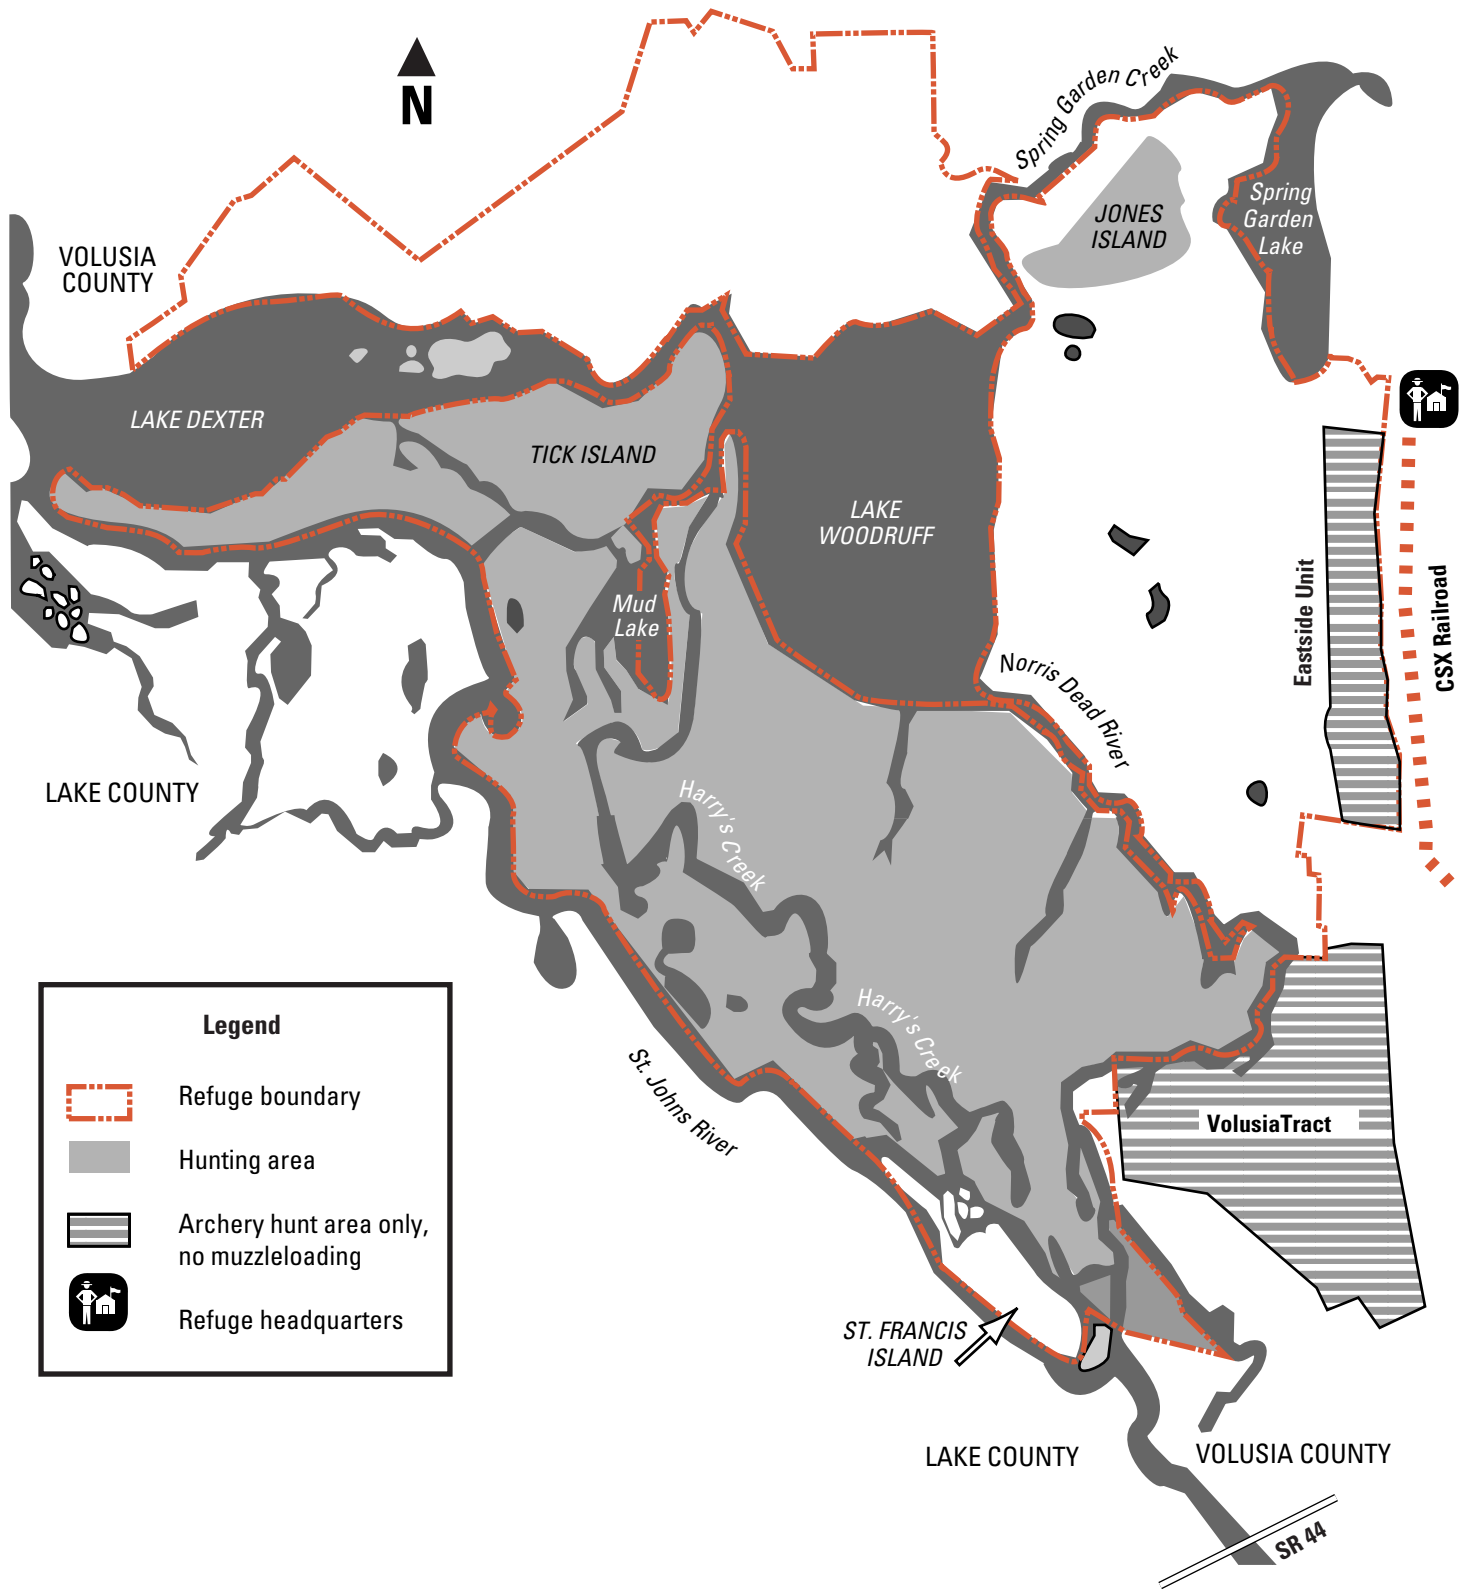 N
Spring Garden Creek
JONES
ISLAND
Spring
Garden
Lake
VOLUSIA
COUNTY
LAKE DEXTER
TICK ISLAND
LAKE
WOODRUFF
Mud
Lake
Eastside Unit
CSX Railroad
Norris Dead River
LAKE COUNTY
Harry's Creek
Harry's Creek
St. Johns River
VolusiaTract
Legend
Refuge boundary
Hunting area
Archery hunt area only,
no muzzleloading
Refuge headquarters
ST. FRANCIS
ISLAND
LAKE COUNTY
VOLUSIA COUNTY
SR 44